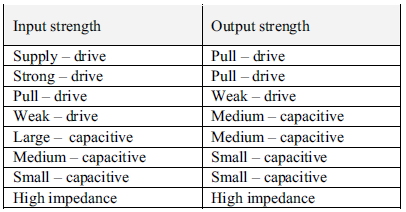 Input strength Output strength
Supply – drive Pull – drive
Strong – drive Pull – drive
Pull – drive Weak – drive
Weak – drive Medium – capacitive
Large – capacitive Medium – capacitive
Medium – capacitive Small – capacitive
Small – capacitive Small – capacitive
High impedance High impedance